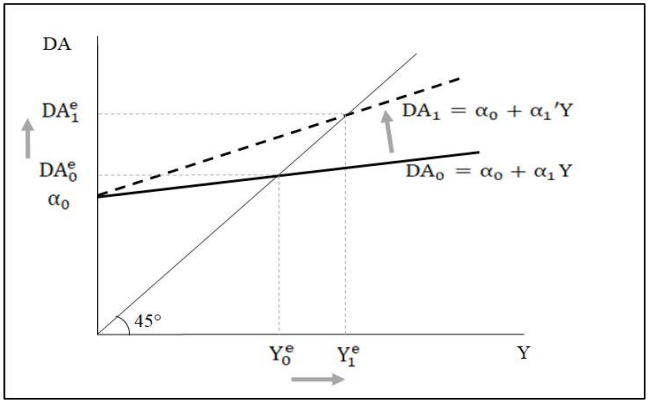 DA
DA₁ᵉ
DA₁ = α₀ + α₁′Y
DA₀ᵉ
DA₀ = α₀ + α₁Y
α₀
45°
Y₀ᵉ
Y₁ᵉ
Y